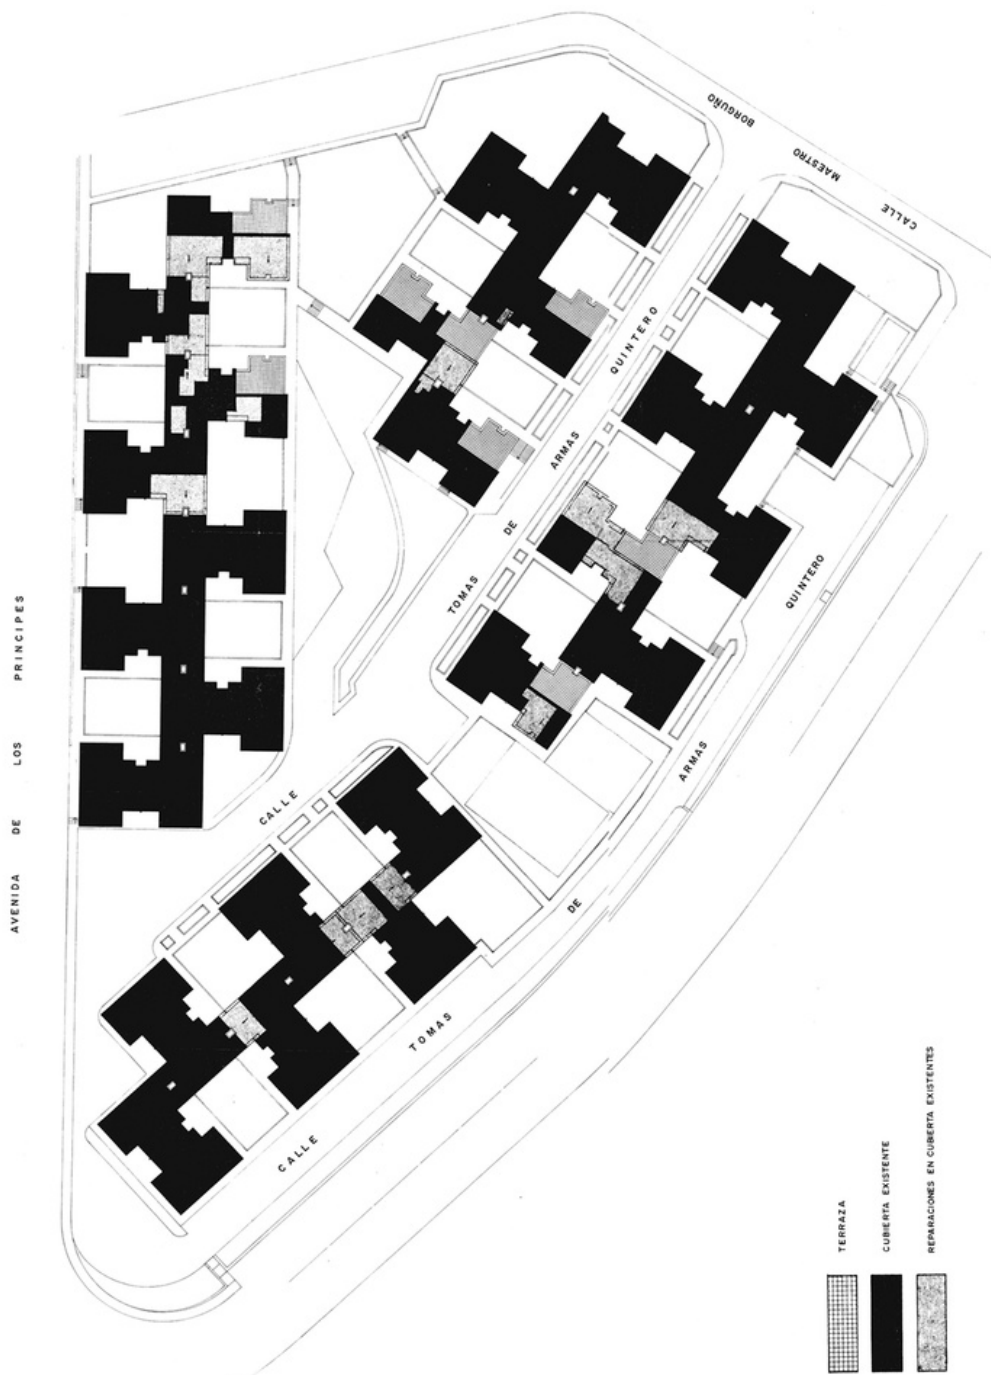 CALLE MAESTRO BORGUÑO
AVENIDA DE LOS PRINCIPES
CALLE TOMAS DE ARMAS QUINTERO
CALLE TOMAS DE ARMAS QUINTERO
TERRAZA
CUBIERTA EXISTENTE
REPARACIONES EN CUBIERTA EXISTENTES